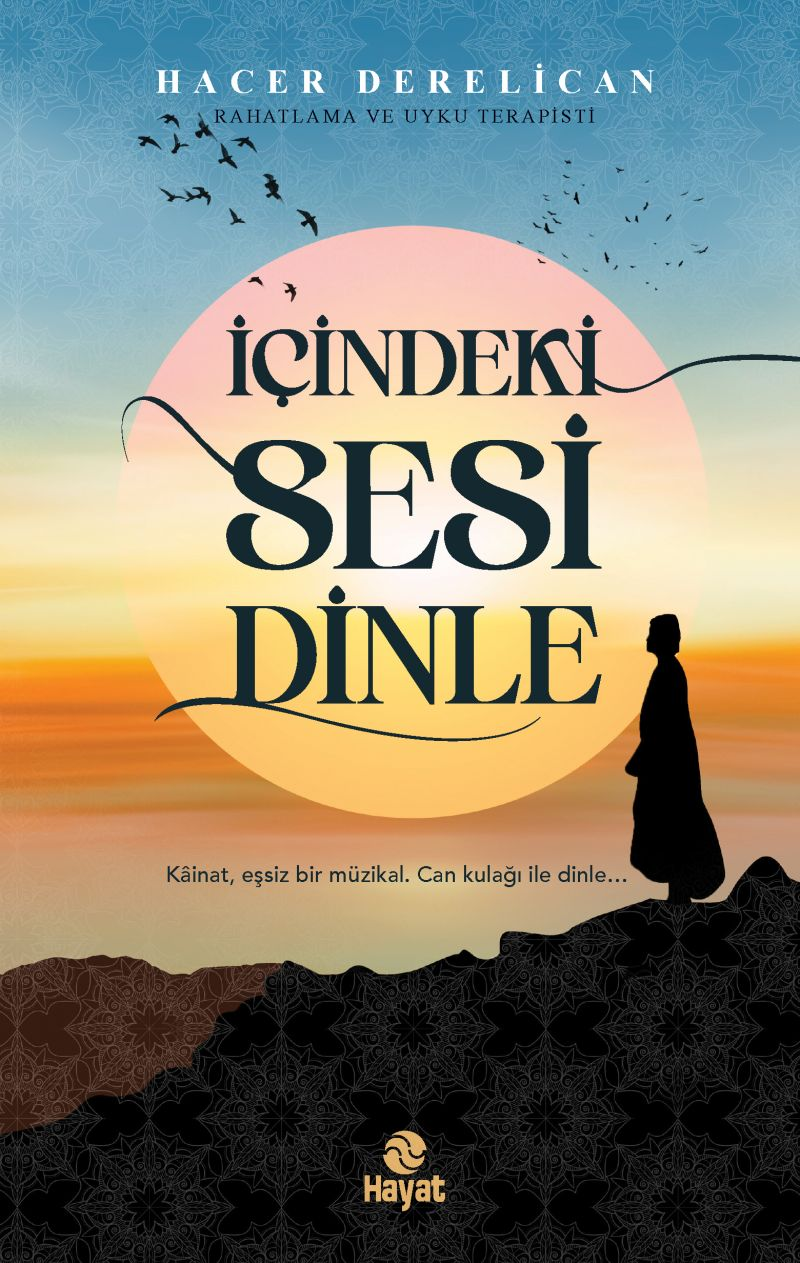 HACER DERELİCAN
RAHATLAMA VE UYKU TERAPİSTİ
İÇİNDEKİ
SESİ
DİNLE
Kâinat, eşsiz bir müzikal. Can kulağı ile dinle...
Hayat